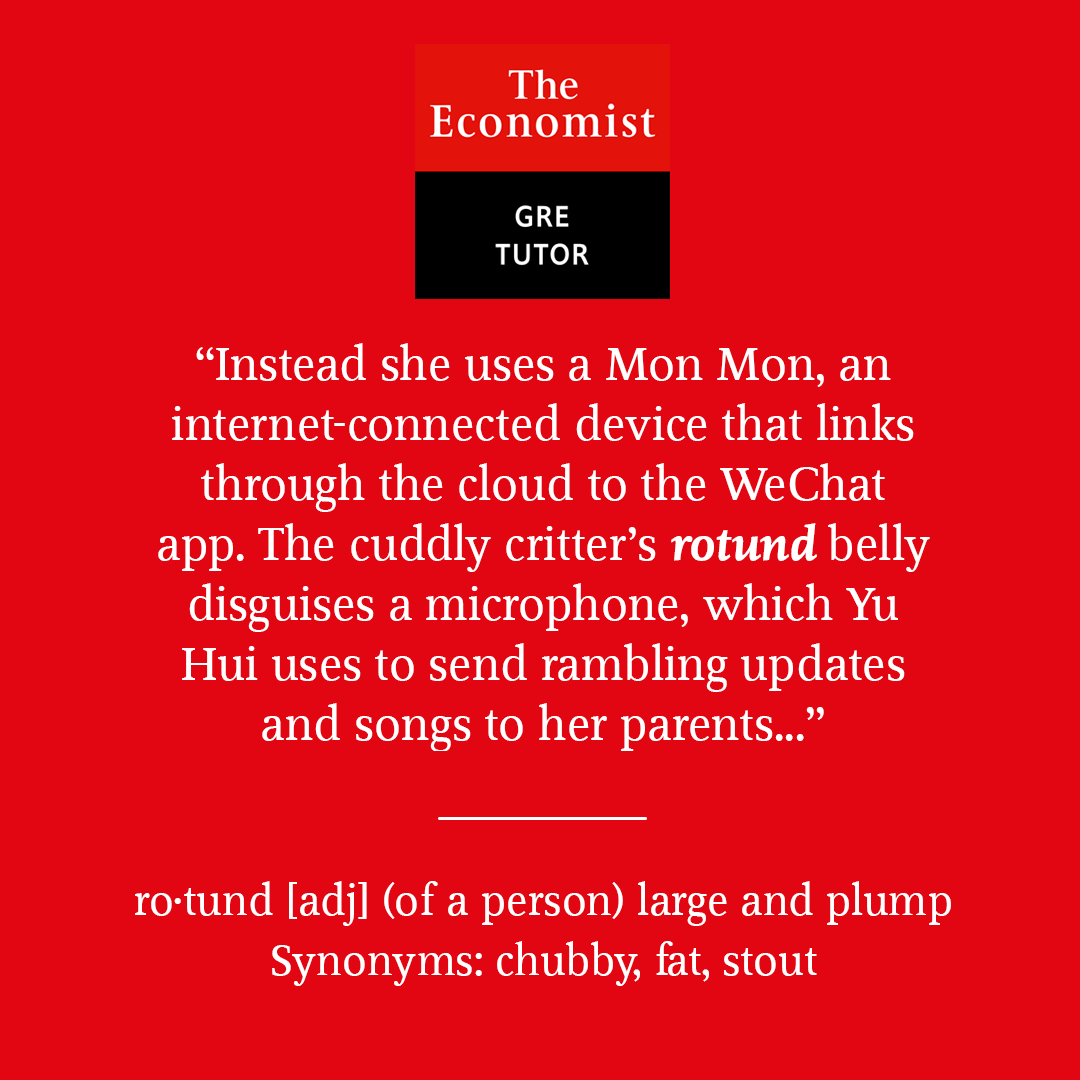 The
Economist
GRE
TUTOR
“Instead she uses a Mon Mon, an
internet-connected device that links
through the cloud to the WeChat
app. The cuddly critter’s rotund belly
disguises a microphone, which Yu
Hui uses to send rambling updates
and songs to her parents...”
ro·tund [adj] (of a person) large and plump
Synonyms: chubby, fat, stout